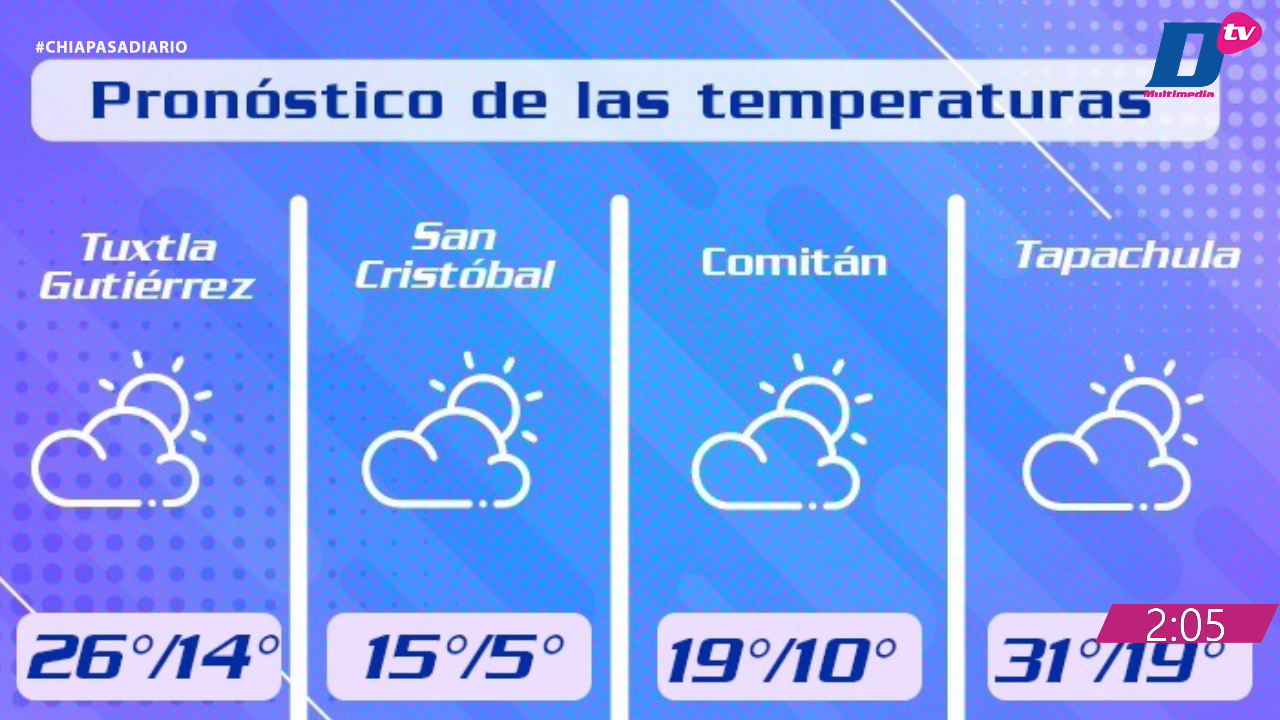 #CHIAPASADIARIO
D tv
Multimedia
Pronóstico de las temperaturas
Tuxtla
Gutiérrez
San
Cristóbal
Comitán
Tapachula
26°/14°
15°/5°
19°/10°
31°/19°
2:05